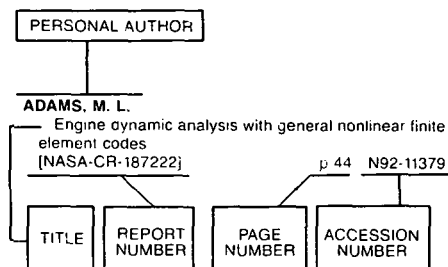 PERSONAL AUTHOR
ADAMS, M. L.
Engine dynamic analysis with general nonlinear finite
element codes
[NASA-CR-187222] p 44 N92-11379
TITLE REPORT NUMBER PAGE NUMBER ACCESSION NUMBER